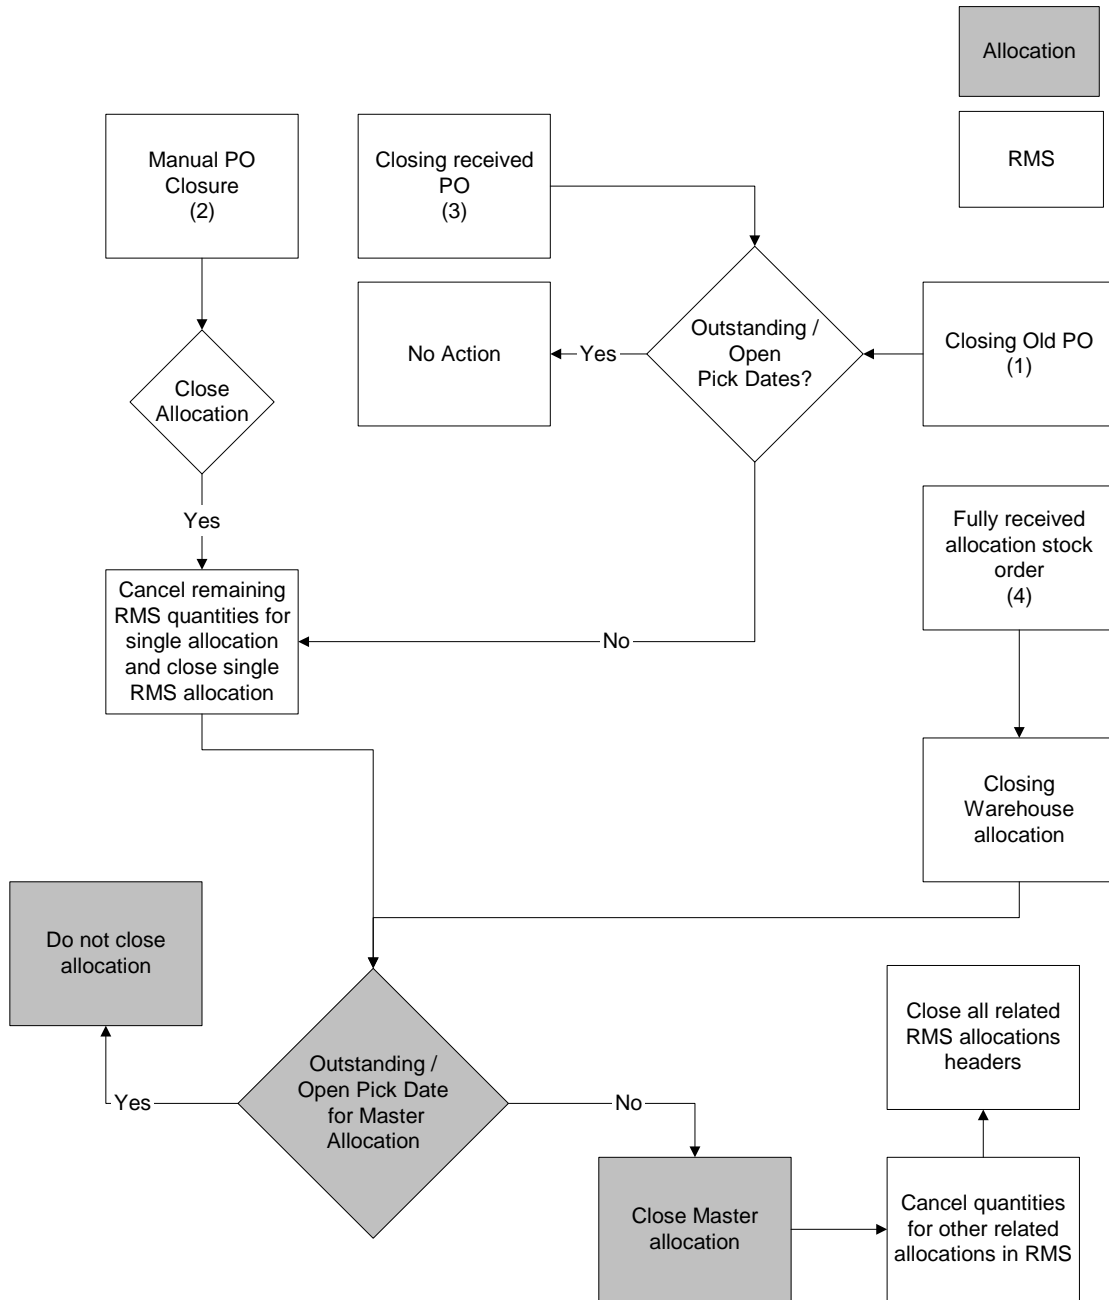 Allocation
RMS
Manual PO
Closure
(2)
Closing received
PO
(3)
No Action
Yes
Outstanding /
Open
Pick Dates?
Closing Old PO
(1)
Close
Allocation
Yes
Fully received
allocation stock
order
(4)
Cancel remaining
RMS quantities for
single allocation
and close single
RMS allocation
No
Closing
Warehouse
allocation
Do not close
allocation
Yes
Outstanding /
Open Pick Date
for Master
Allocation
No
Close all related
RMS allocations
headers
Close Master
allocation
Cancel quantities
for other related
allocations in RMS